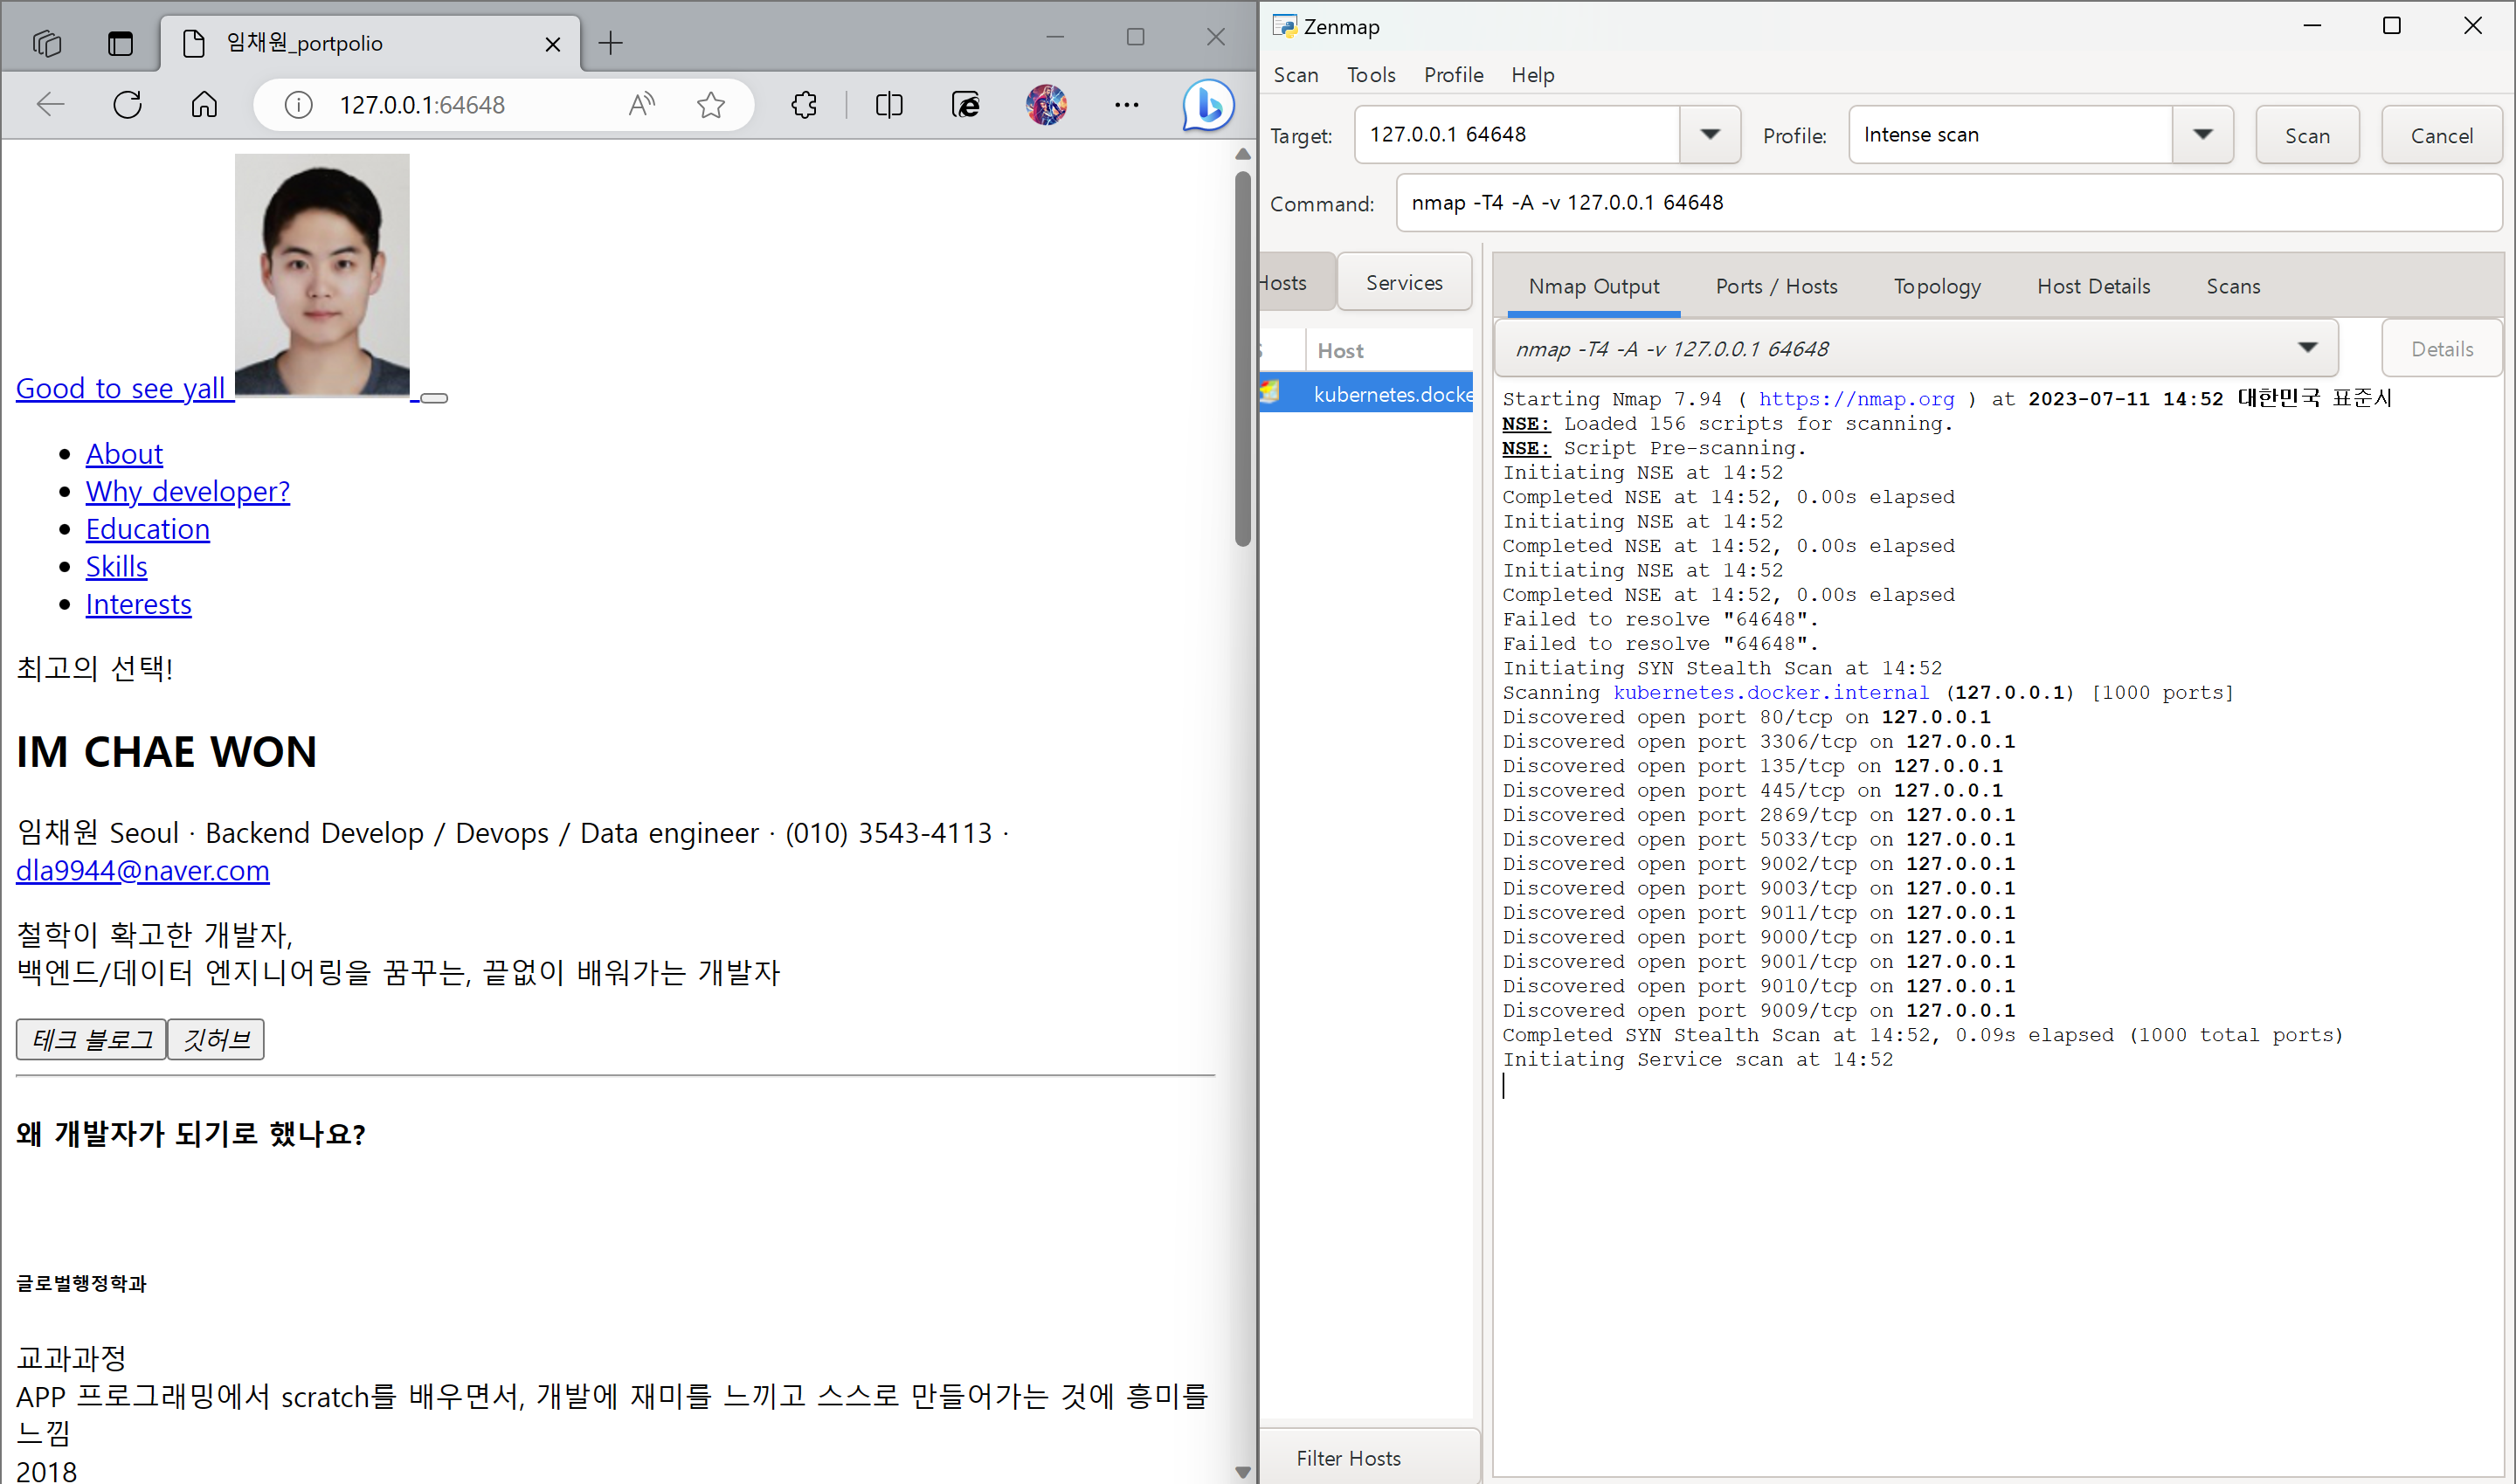 임채원_portpolio
127.0.0.1:64648
Good to see yall
About
Why developer?
Education
Skills
Interests
최고의 선택!
IM CHAE WON
임채원 Seoul · Backend Develop / Devops / Data engineer · (010) 3543-4113 ·
dla9944@naver.com
철학이 확고한 개발자,
백엔드/데이터 엔지니어링을 꿈꾸는, 끝없이 배워가는 개발자
테크 블로그 깃허브
왜 개발자가 되기로 했나요?
글로벌행정학과
교과과정
APP 프로그래밍에서 scratch를 배우면서, 개발에 재미를 느끼고 스스로 만들어가는 것에 흥미를
느낌
2018
Zenmap
Scan Tools Profile Help
Target: 127.0.0.1 64648 Profile: Intense scan Scan Cancel
Command: nmap -T4 -A -v 127.0.0.1 64648
Hosts Services
Nmap Output Ports / Hosts Topology Host Details Scans
Host
nmap -T4 -A -v 127.0.0.1 64648 Details
kubernetes.docke
Starting Nmap 7.94 ( https://nmap.org ) at 2023-07-11 14:52 대한민국 표준시
NSE: Loaded 156 scripts for scanning.
NSE: Script Pre-scanning.
Initiating NSE at 14:52
Completed NSE at 14:52, 0.00s elapsed
Initiating NSE at 14:52
Completed NSE at 14:52, 0.00s elapsed
Initiating NSE at 14:52
Completed NSE at 14:52, 0.00s elapsed
Failed to resolve "64648".
Failed to resolve "64648".
Initiating SYN Stealth Scan at 14:52
Scanning kubernetes.docker.internal (127.0.0.1) [1000 ports]
Discovered open port 80/tcp on 127.0.0.1
Discovered open port 3306/tcp on 127.0.0.1
Discovered open port 135/tcp on 127.0.0.1
Discovered open port 445/tcp on 127.0.0.1
Discovered open port 2869/tcp on 127.0.0.1
Discovered open port 5033/tcp on 127.0.0.1
Discovered open port 9002/tcp on 127.0.0.1
Discovered open port 9003/tcp on 127.0.0.1
Discovered open port 9011/tcp on 127.0.0.1
Discovered open port 9000/tcp on 127.0.0.1
Discovered open port 9001/tcp on 127.0.0.1
Discovered open port 9010/tcp on 127.0.0.1
Discovered open port 9009/tcp on 127.0.0.1
Completed SYN Stealth Scan at 14:52, 0.09s elapsed (1000 total ports)
Initiating Service scan at 14:52
Filter Hosts